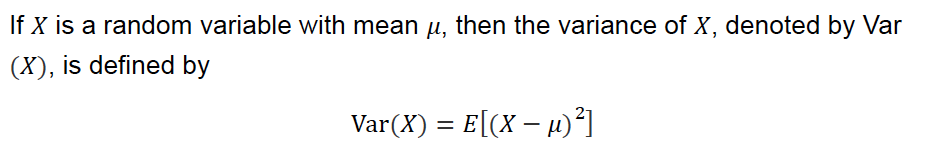 If X is a random variable with mean μ, then the variance of X, denoted by Var
(X), is defined by
Var(X) = E[(X − μ)²]